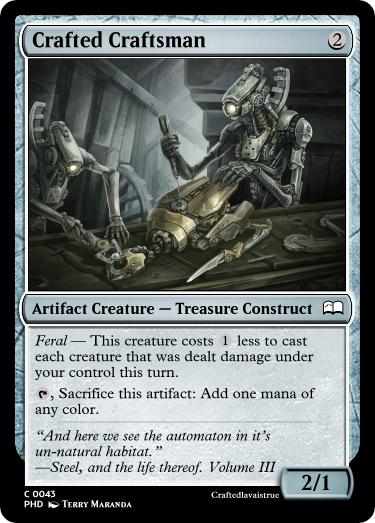 Crafted Craftsman 2
Artifact Creature — Treasure Construct
Feral — This creature costs 1 less to cast
each creature that was dealt damage under
your control this turn.
, Sacrifice this artifact: Add one mana of
any color.
“And here we see the automaton in it's
un-natural habitat.”
—Steel, and the life thereof. Volume III
2/1
C 0043
PHD Terry Maranda
Craftedlavaistrue